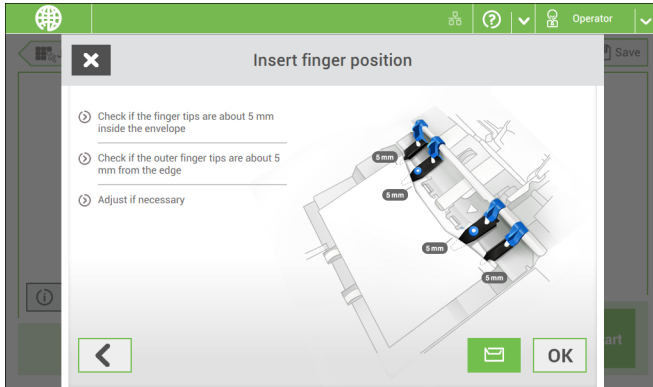 Operator
Save
Insert finger position
Check if the finger tips are about 5 mm
inside the envelope
Check if the outer finger tips are about 5
mm from the edge
Adjust if necessary
5 mm
5 mm
5 mm
5 mm
art
OK